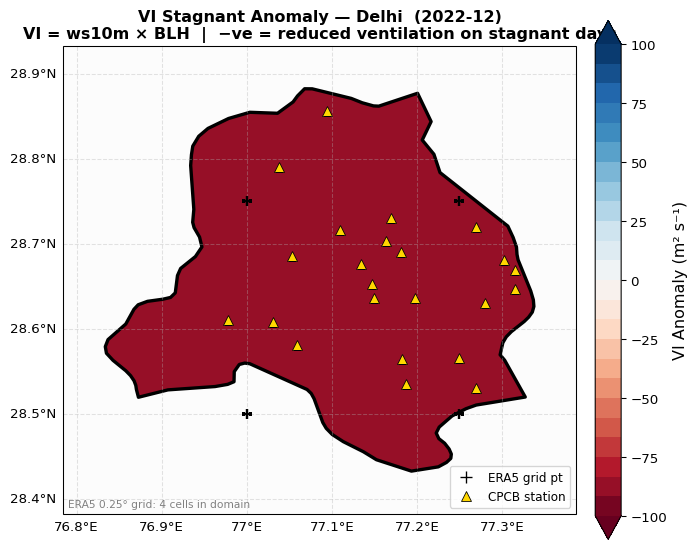 VI Stagnant Anomaly — Delhi  (2022-12)
VI = ws10m × BLH  |  −ve = reduced ventilation on stagnant day
28.9°N
28.8°N
28.7°N
28.6°N
28.5°N
28.4°N
76.8°E
76.9°E
77°E
77.1°E
77.2°E
77.3°E
ERA5 grid pt
CPCB station
ERA5 0.25° grid: 4 cells in domain
100
75
50
25
0
−25
−50
−75
−100
VI Anomaly (m² s⁻¹)